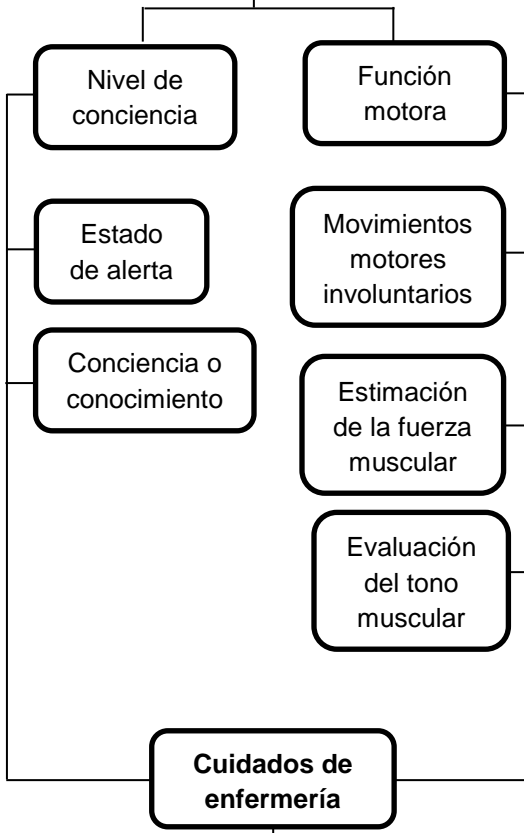 Nivel de
conciencia
Función
motora
Estado
de alerta
Movimientos
motores
involuntarios
Conciencia o
conocimiento
Estimación
de la fuerza
muscular
Evaluación
del tono
muscular
Cuidados de
enfermería